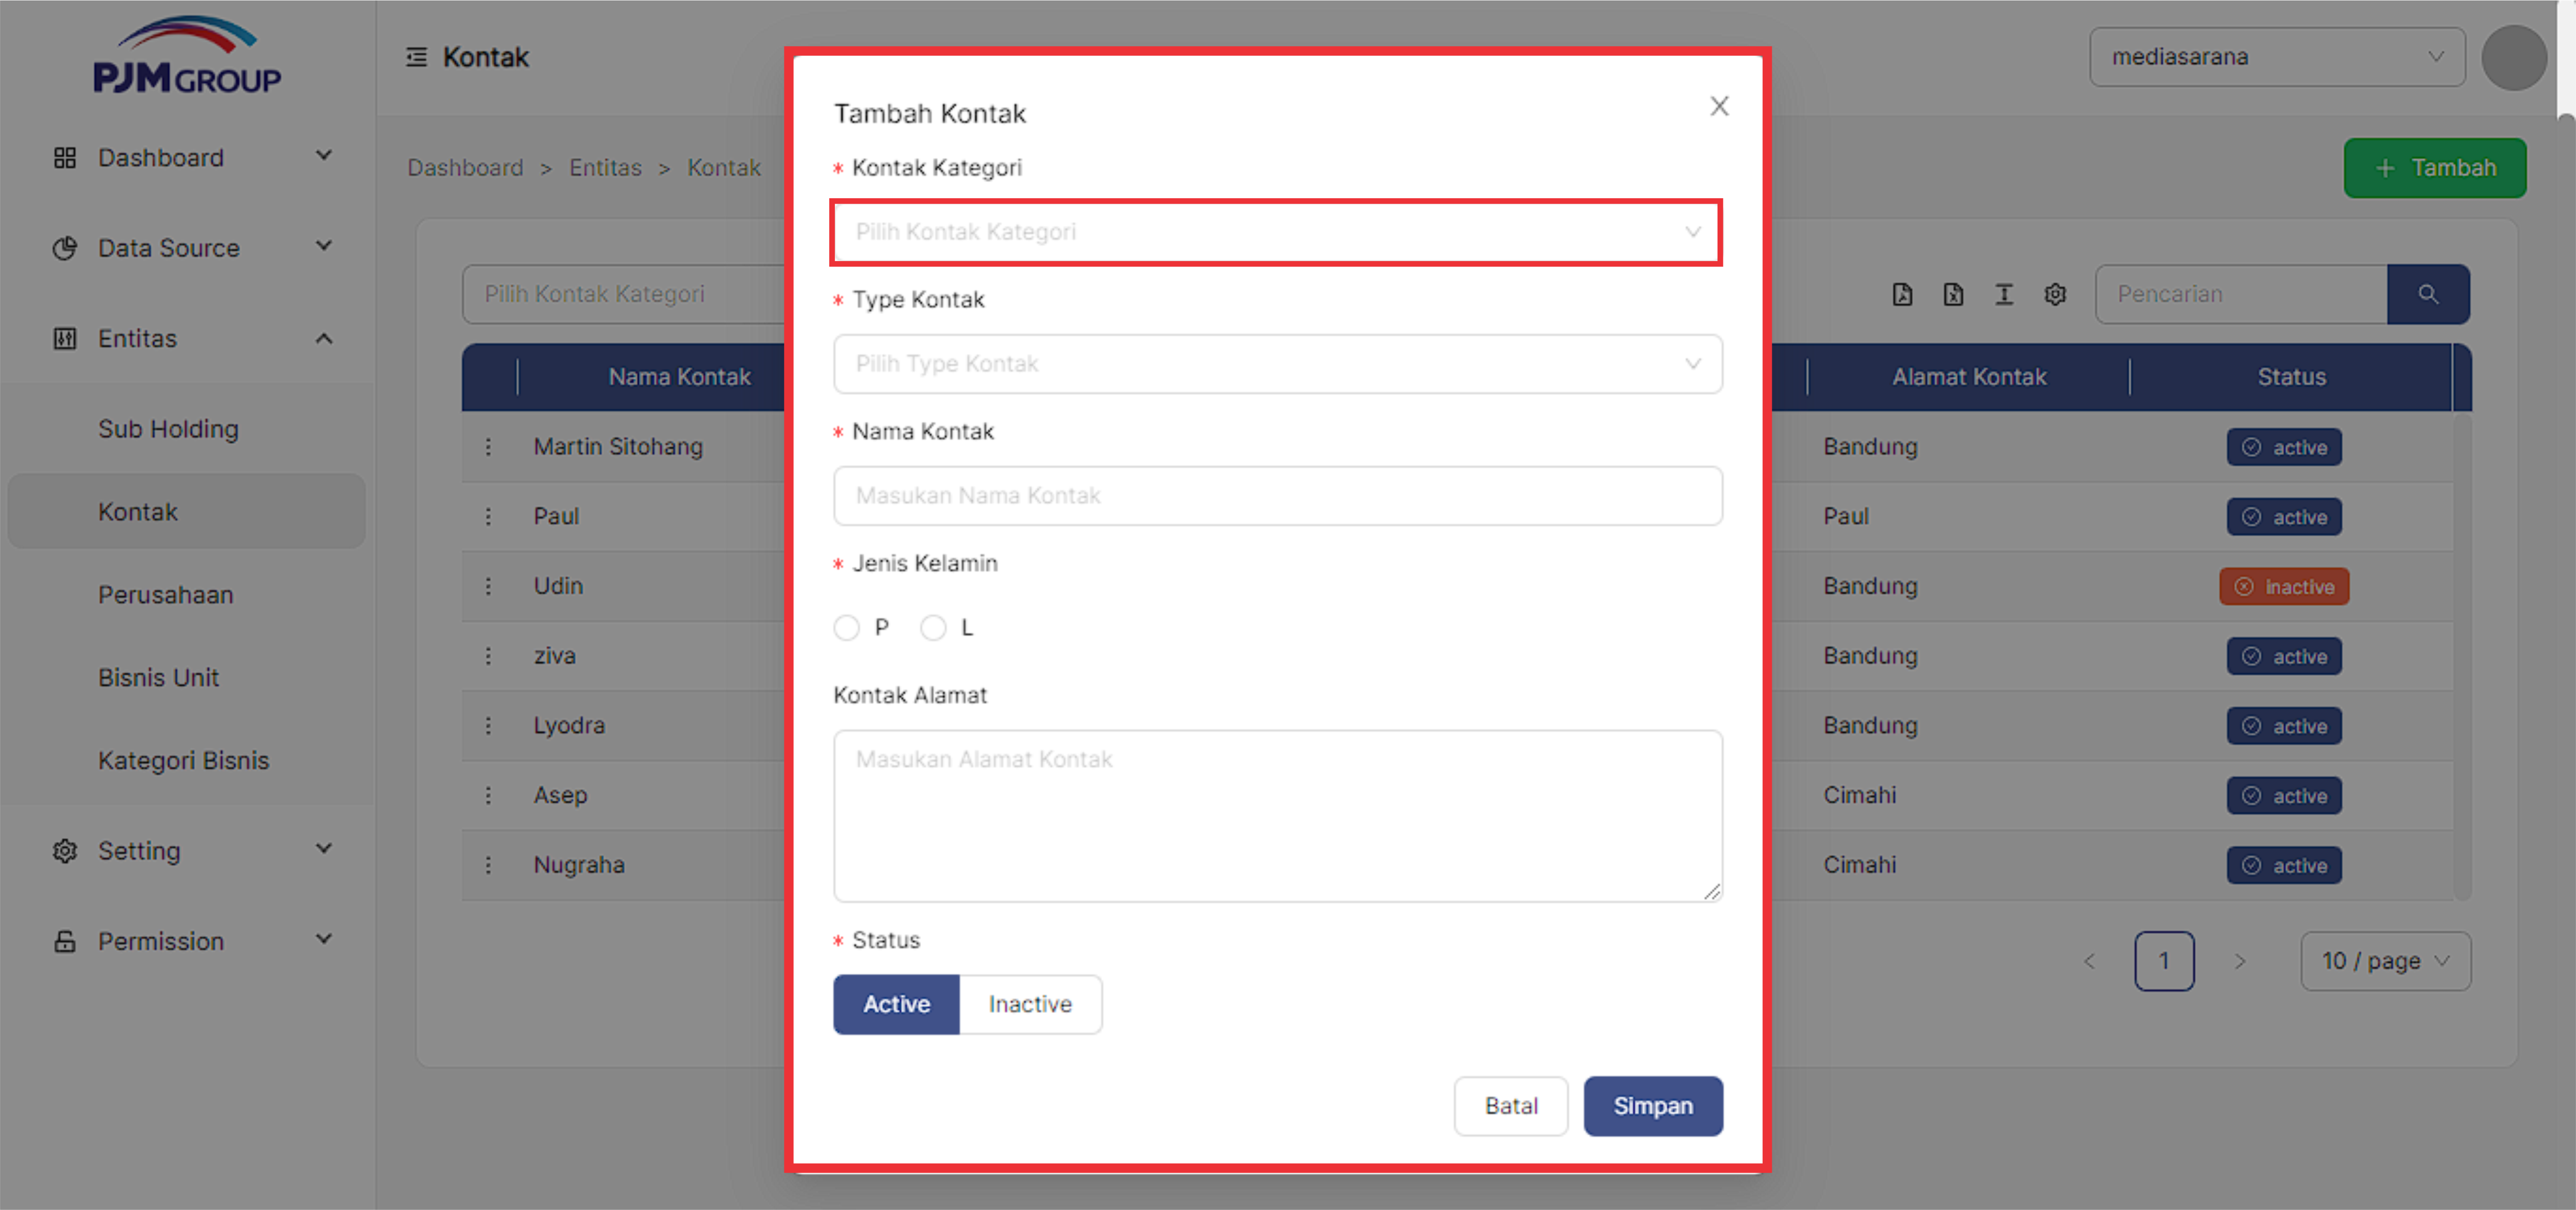 PJM GROUP
Kontak
mediasarana
Dashboard
Data Source
Entitas
Sub Holding
Kontak
Perusahaan
Bisnis Unit
Kategori Bisnis
Setting
Permission
Dashboard > Entitas > Kontak
+ Tambah
Pilih Kontak Kategori
Pencarian
Nama Kontak
Alamat Kontak
Status
Martin Sitohang
Bandung
active
Paul
Paul
active
Udin
Bandung
inactive
ziva
Bandung
active
Lyodra
Bandung
active
Asep
Cimahi
active
Nugraha
Cimahi
active
< 1 >
10 / page
Tambah Kontak
* Kontak Kategori
Pilih Kontak Kategori
* Type Kontak
Pilih Type Kontak
* Nama Kontak
Masukan Nama Kontak
* Jenis Kelamin
P L
Kontak Alamat
Masukan Alamat Kontak
* Status
Active Inactive
Batal Simpan